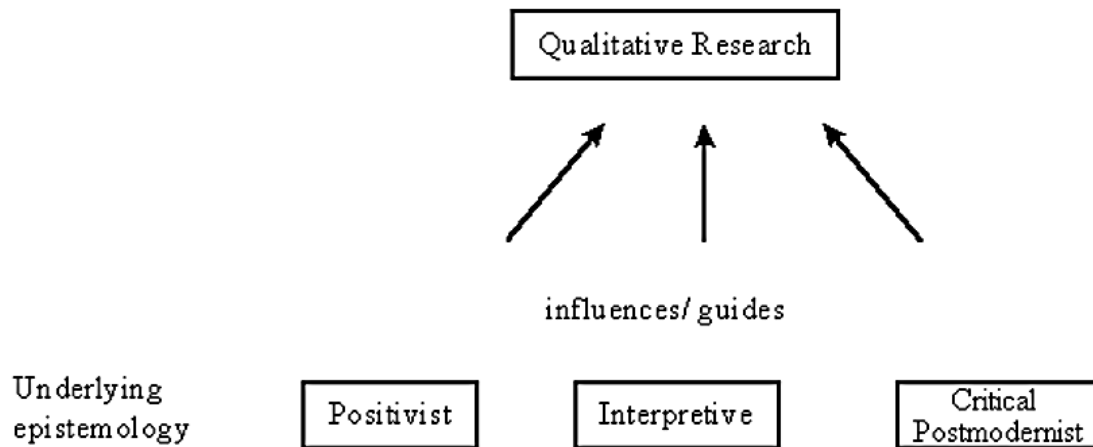 Qualitative Research
influences/ guides
Underlying
epistemology
Positivist
Interpretive
Critical
Postmodernist